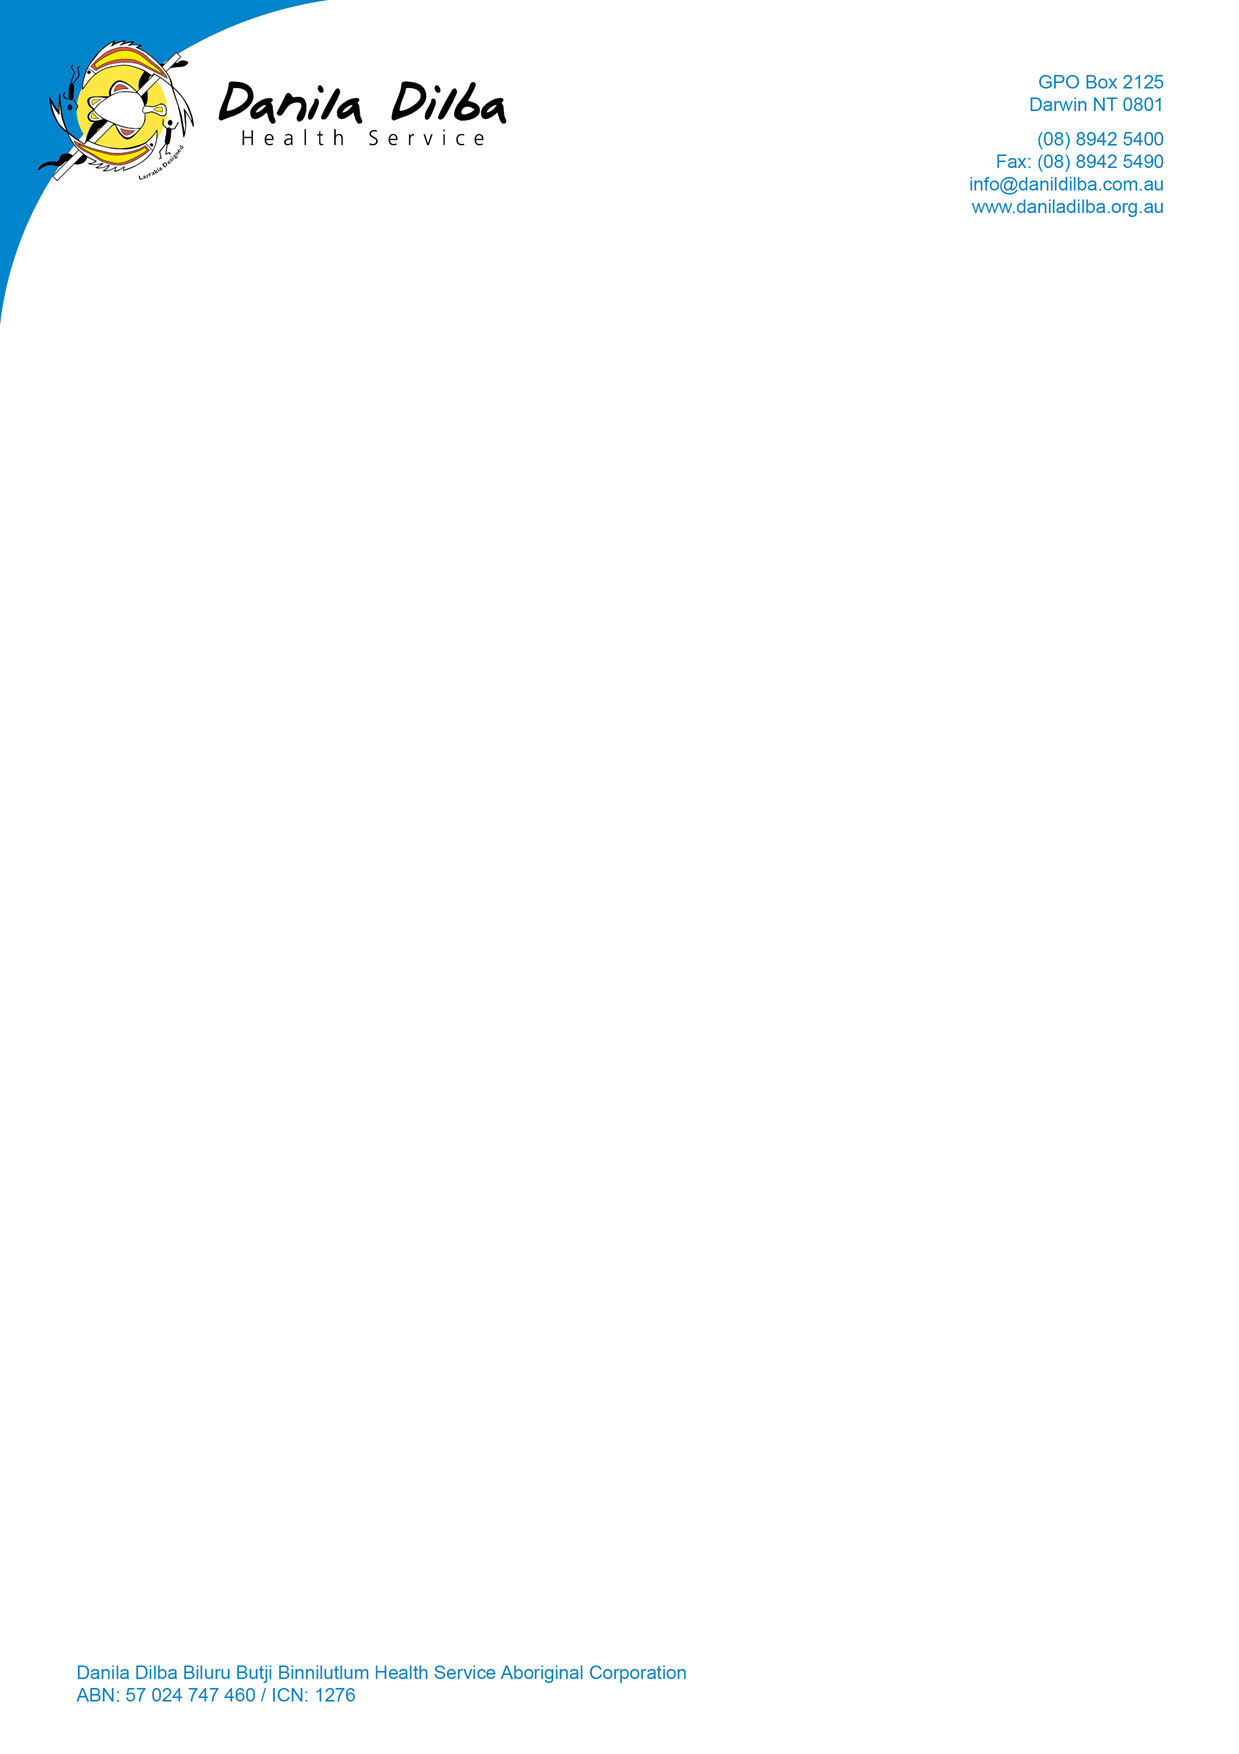 Danila Dilba
Health Service
Larrakia Designed
GPO Box 2125
Darwin NT 0801
(08) 8942 5400
Fax: (08) 8942 5490
info@danildilba.com.au
www.daniladilba.org.au
Danila Dilba Biluru Butji Binnilutlum Health Service Aboriginal Corporation
ABN: 57 024 747 460 / ICN: 1276